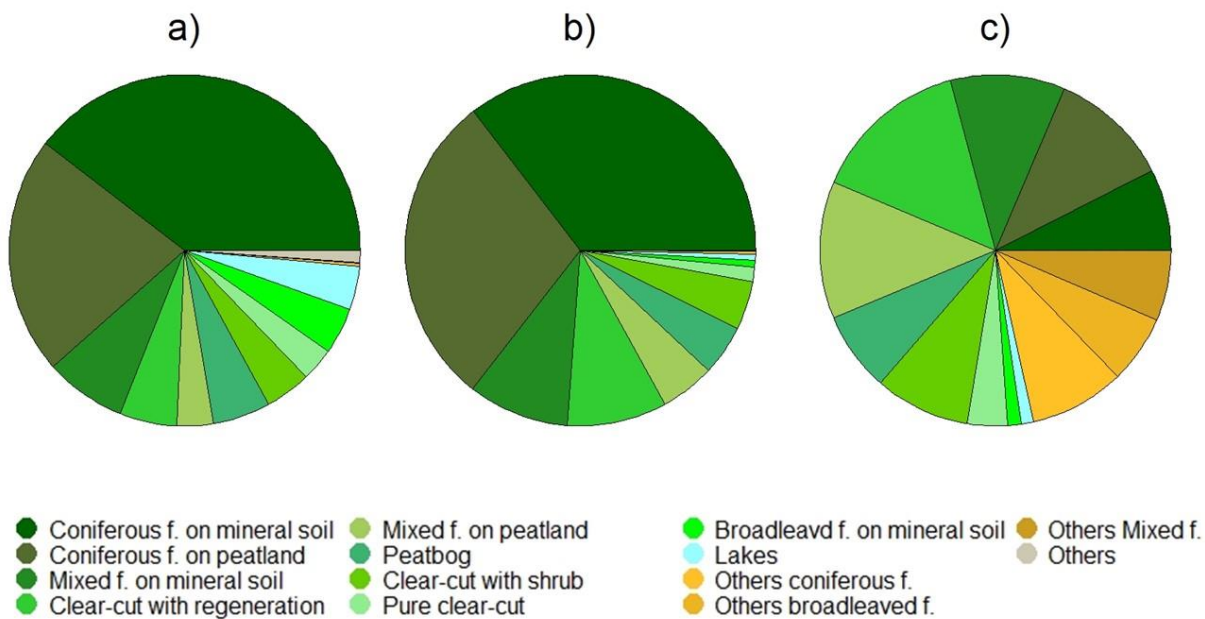 a)
b)
c)
Coniferous f. on mineral soil
Coniferous f. on peatland
Mixed f. on mineral soil
Clear-cut with regeneration
Mixed f. on peatland
Peatbog
Clear-cut with shrub
Pure clear-cut
Broadleavd f. on mineral soil
Lakes
Others coniferous f.
Others broadleaved f.
Others Mixed f.
Others